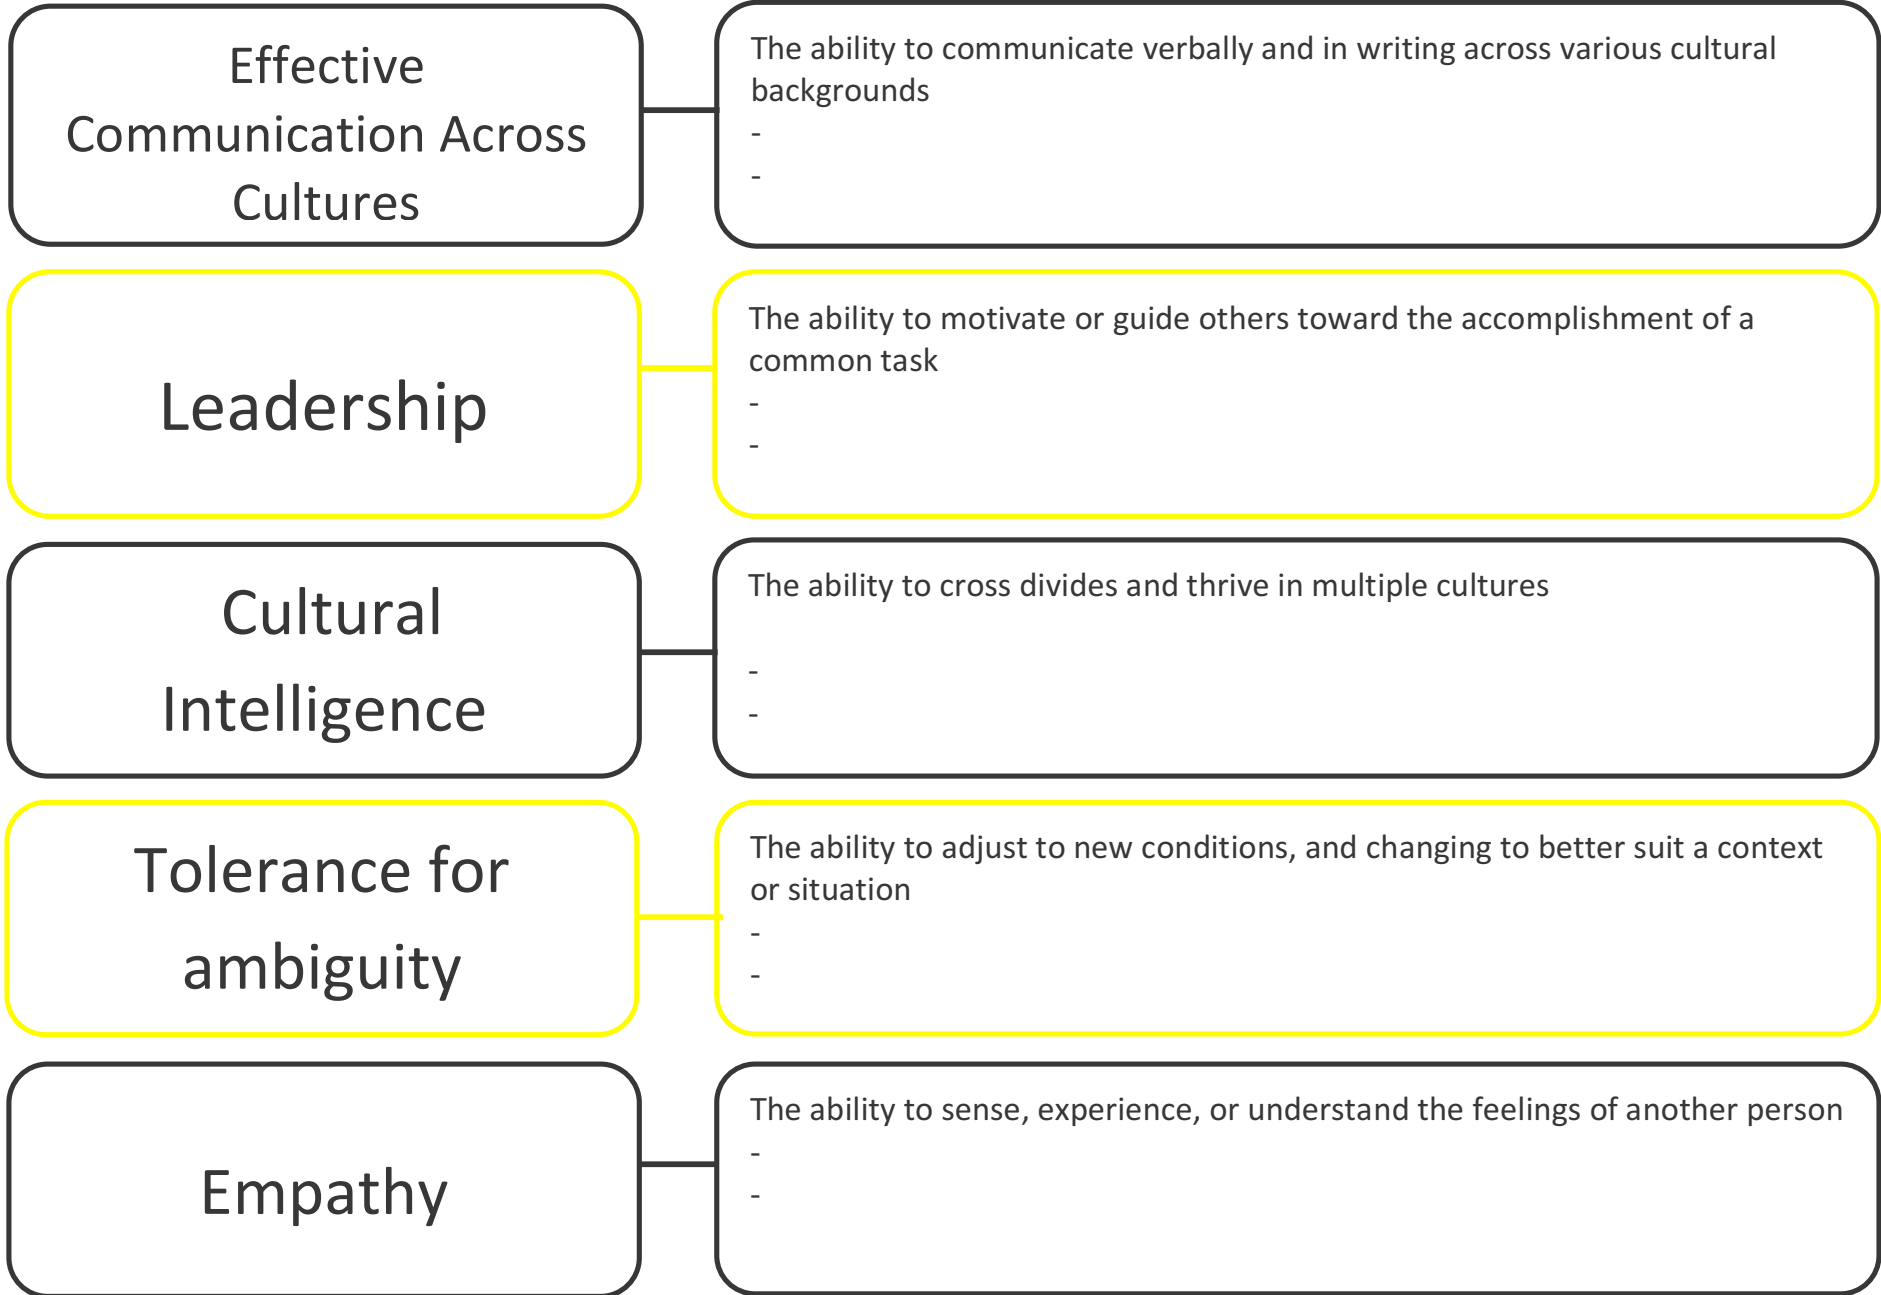 Effective
Communication Across
Cultures
The ability to communicate verbally and in writing across various cultural
backgrounds
-
-
Leadership
The ability to motivate or guide others toward the accomplishment of a
common task
-
-
Cultural
Intelligence
The ability to cross divides and thrive in multiple cultures
-
-
Tolerance for
ambiguity
The ability to adjust to new conditions, and changing to better suit a context
or situation
-
-
Empathy
The ability to sense, experience, or understand the feelings of another person
-
-